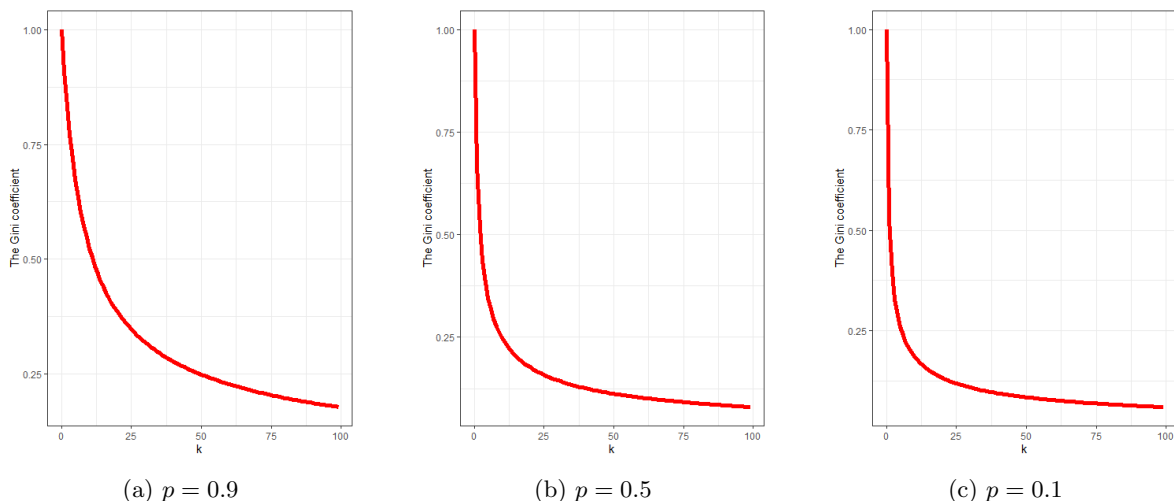 The Gini coefficient
1.00
0.75
0.50
0.25
0 25 50 75 100
k
(a) p = 0.9
The Gini coefficient
1.00
0.75
0.50
0.25
0 25 50 75 100
k
(b) p = 0.5
The Gini coefficient
1.00
0.75
0.50
0.25
0 25 50 75 100
k
(c) p = 0.1